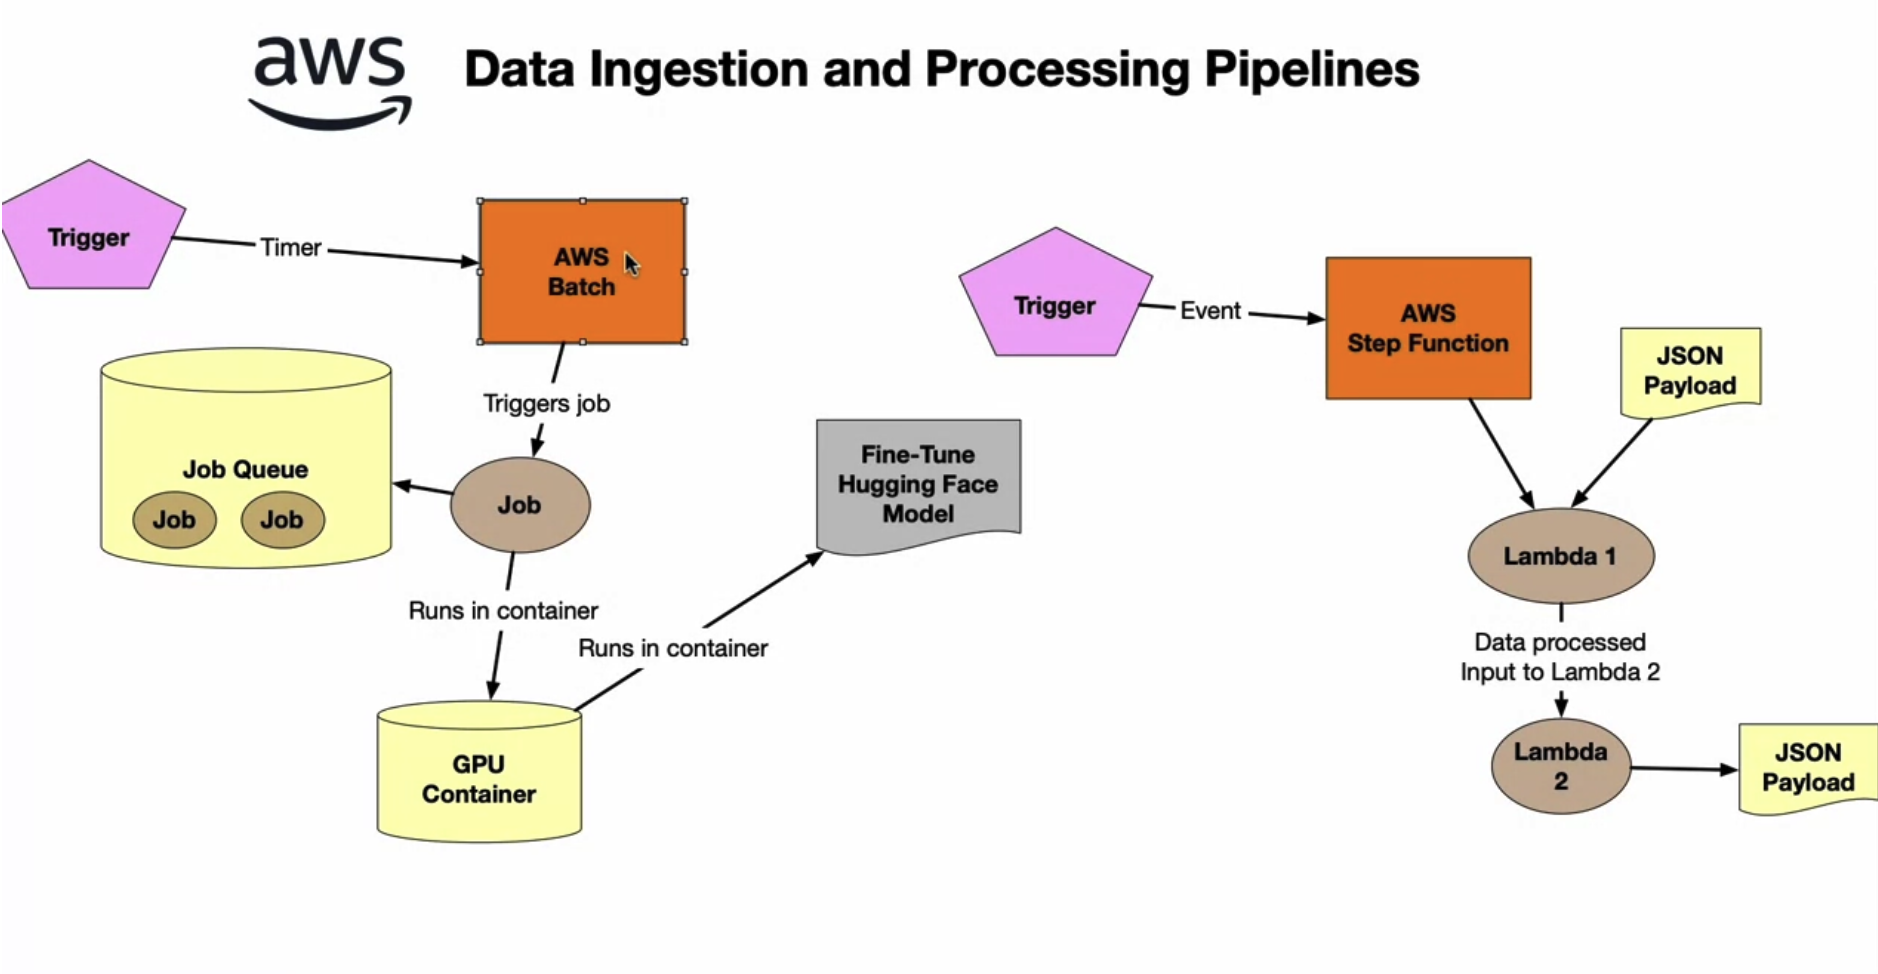 aws
Data Ingestion and Processing Pipelines
Trigger
Timer
AWS
Batch
Triggers job
Job Queue
Job
Job
Job
Runs in container
Runs in container
GPU
Container
Fine-Tune
Hugging Face
Model
Trigger
Event
AWS
Step Function
JSON
Payload
Lambda 1
Data processed
Input to Lambda 2
Lambda
2
JSON
Payload